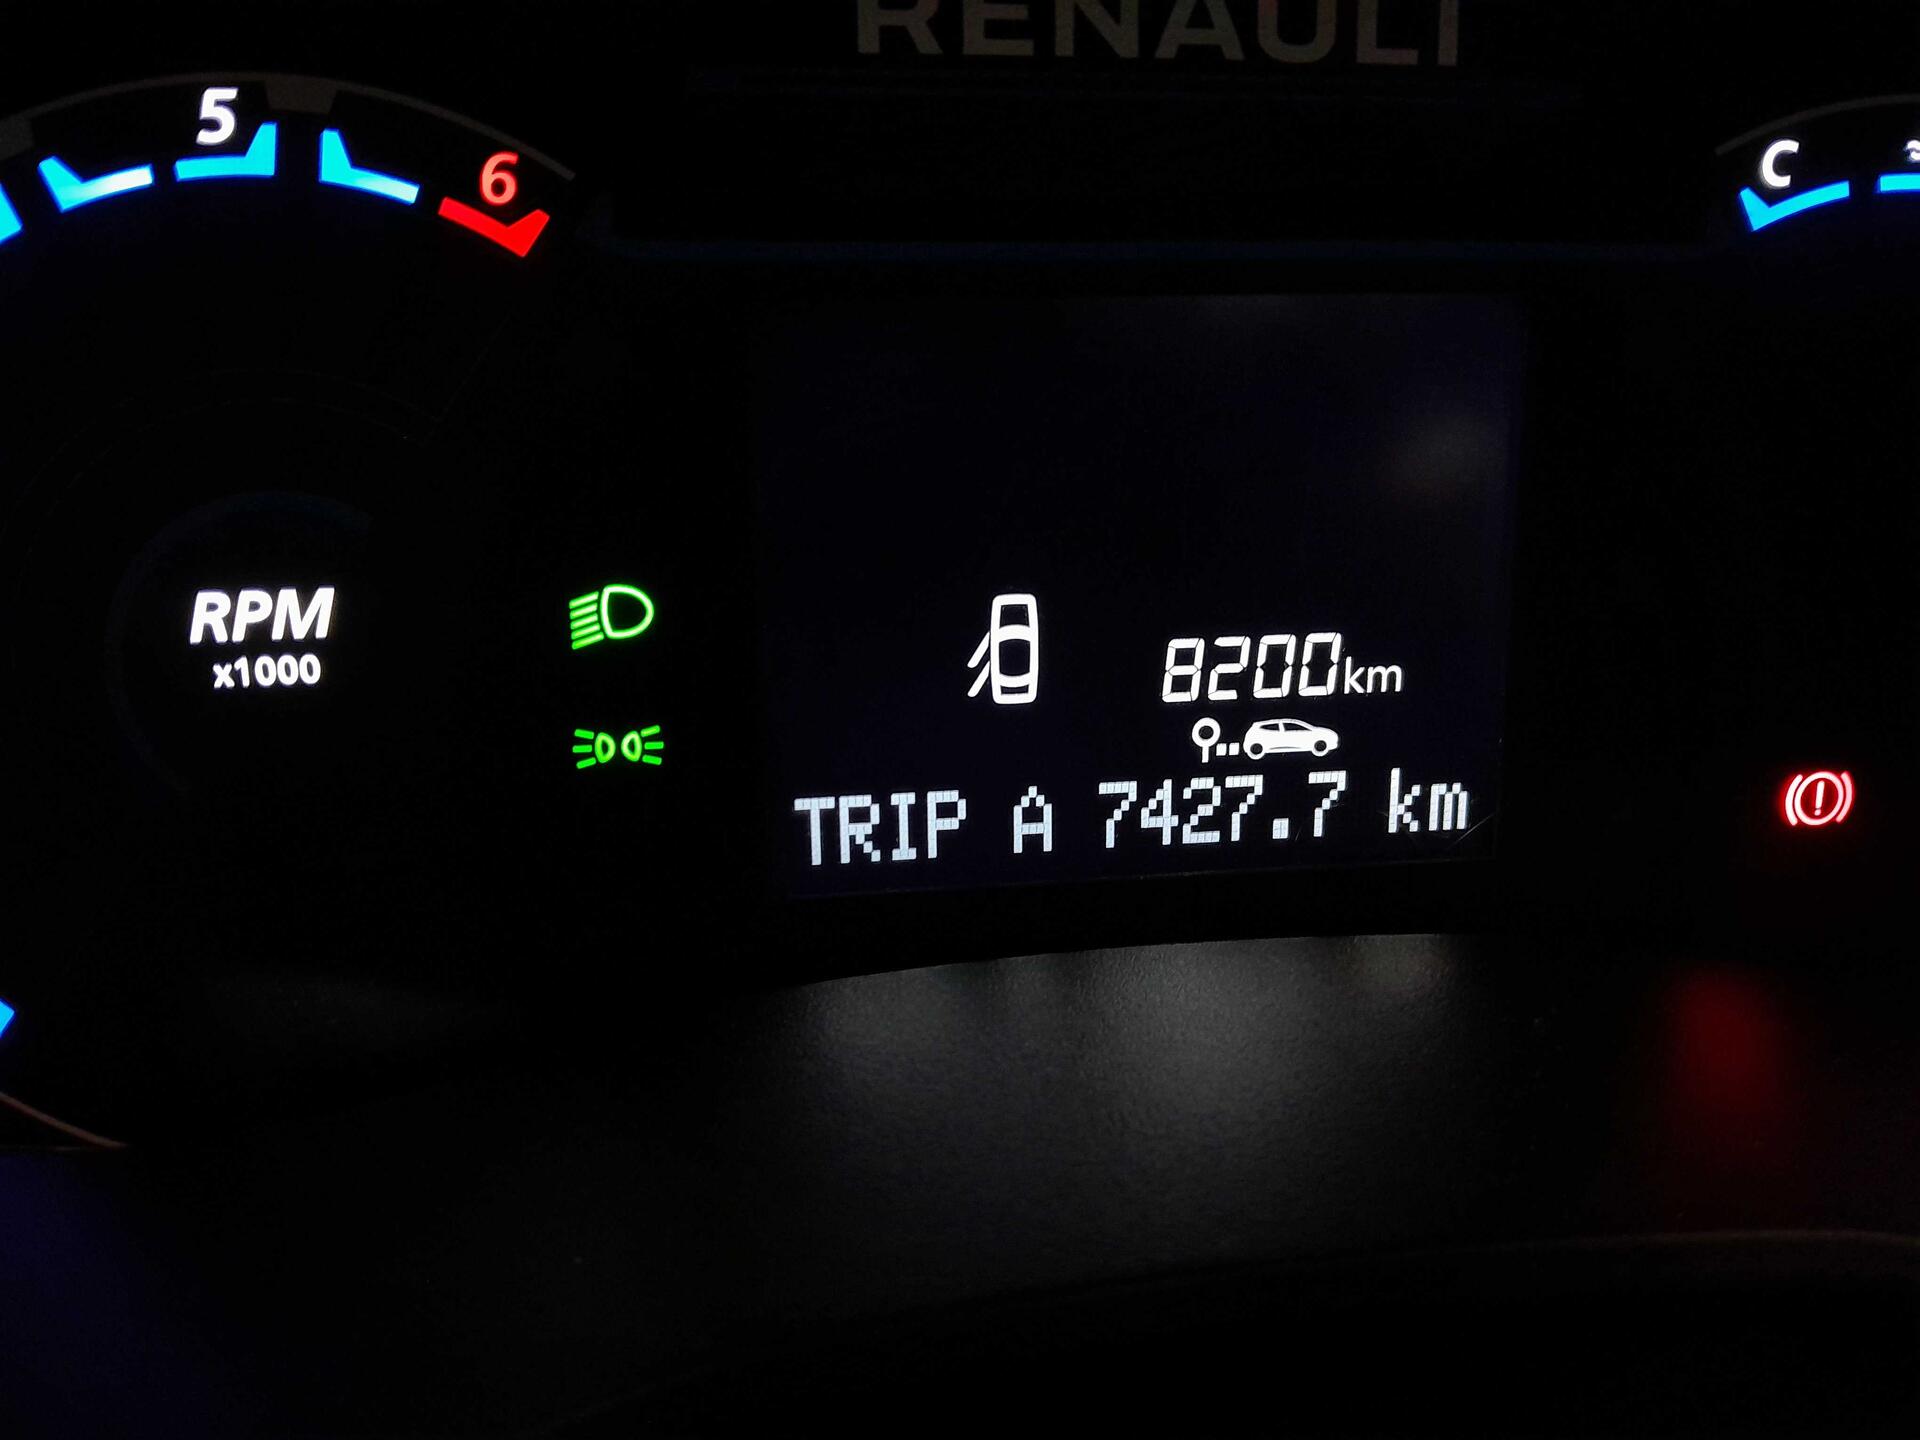 RENAULT
5
6
C
RPM
x1000
8200km
TRIP A 7427.7 km